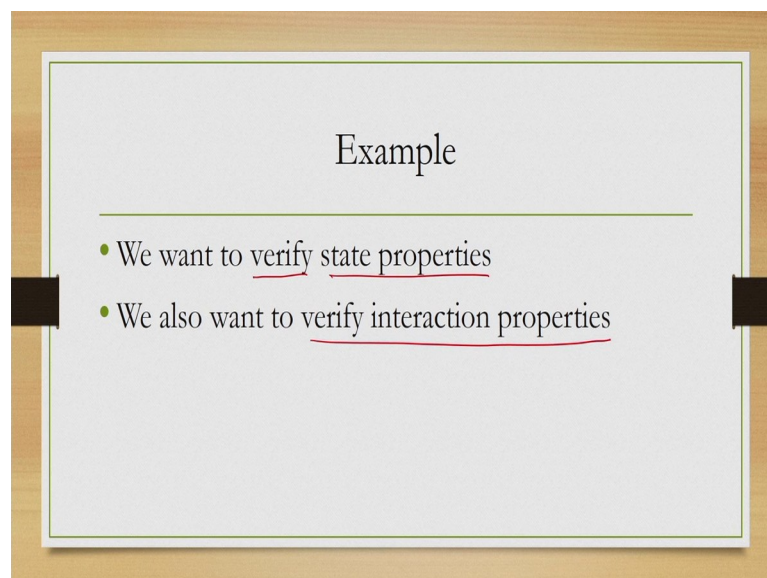 Example
We want to verify state properties
We also want to verify interaction properties